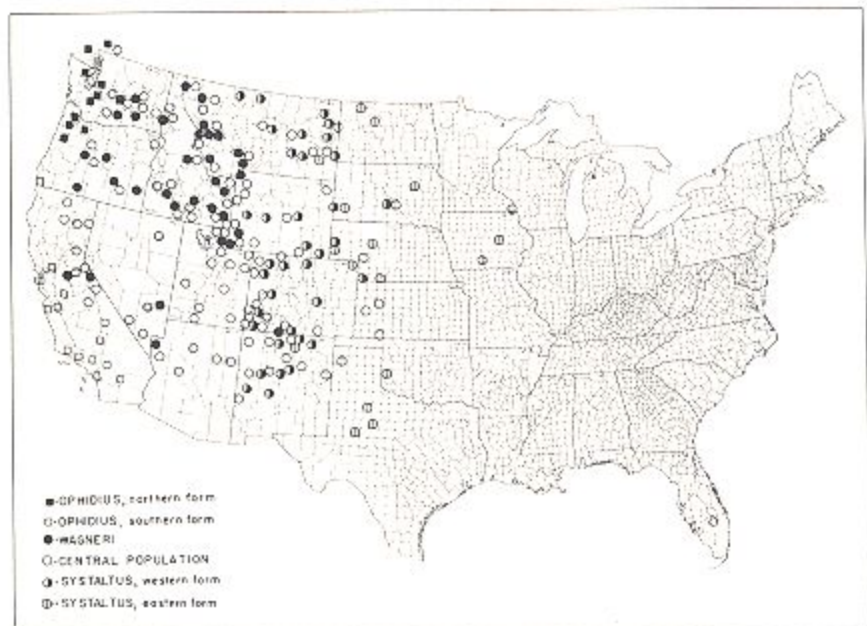 ■-OPHIDIUS, northern form
○-OPHIDIUS, southern form
●-WAGNERI
○-CENTRAL POPULATION
◑-SYSTALTUS, western form
⦶-SYSTALTUS, eastern form